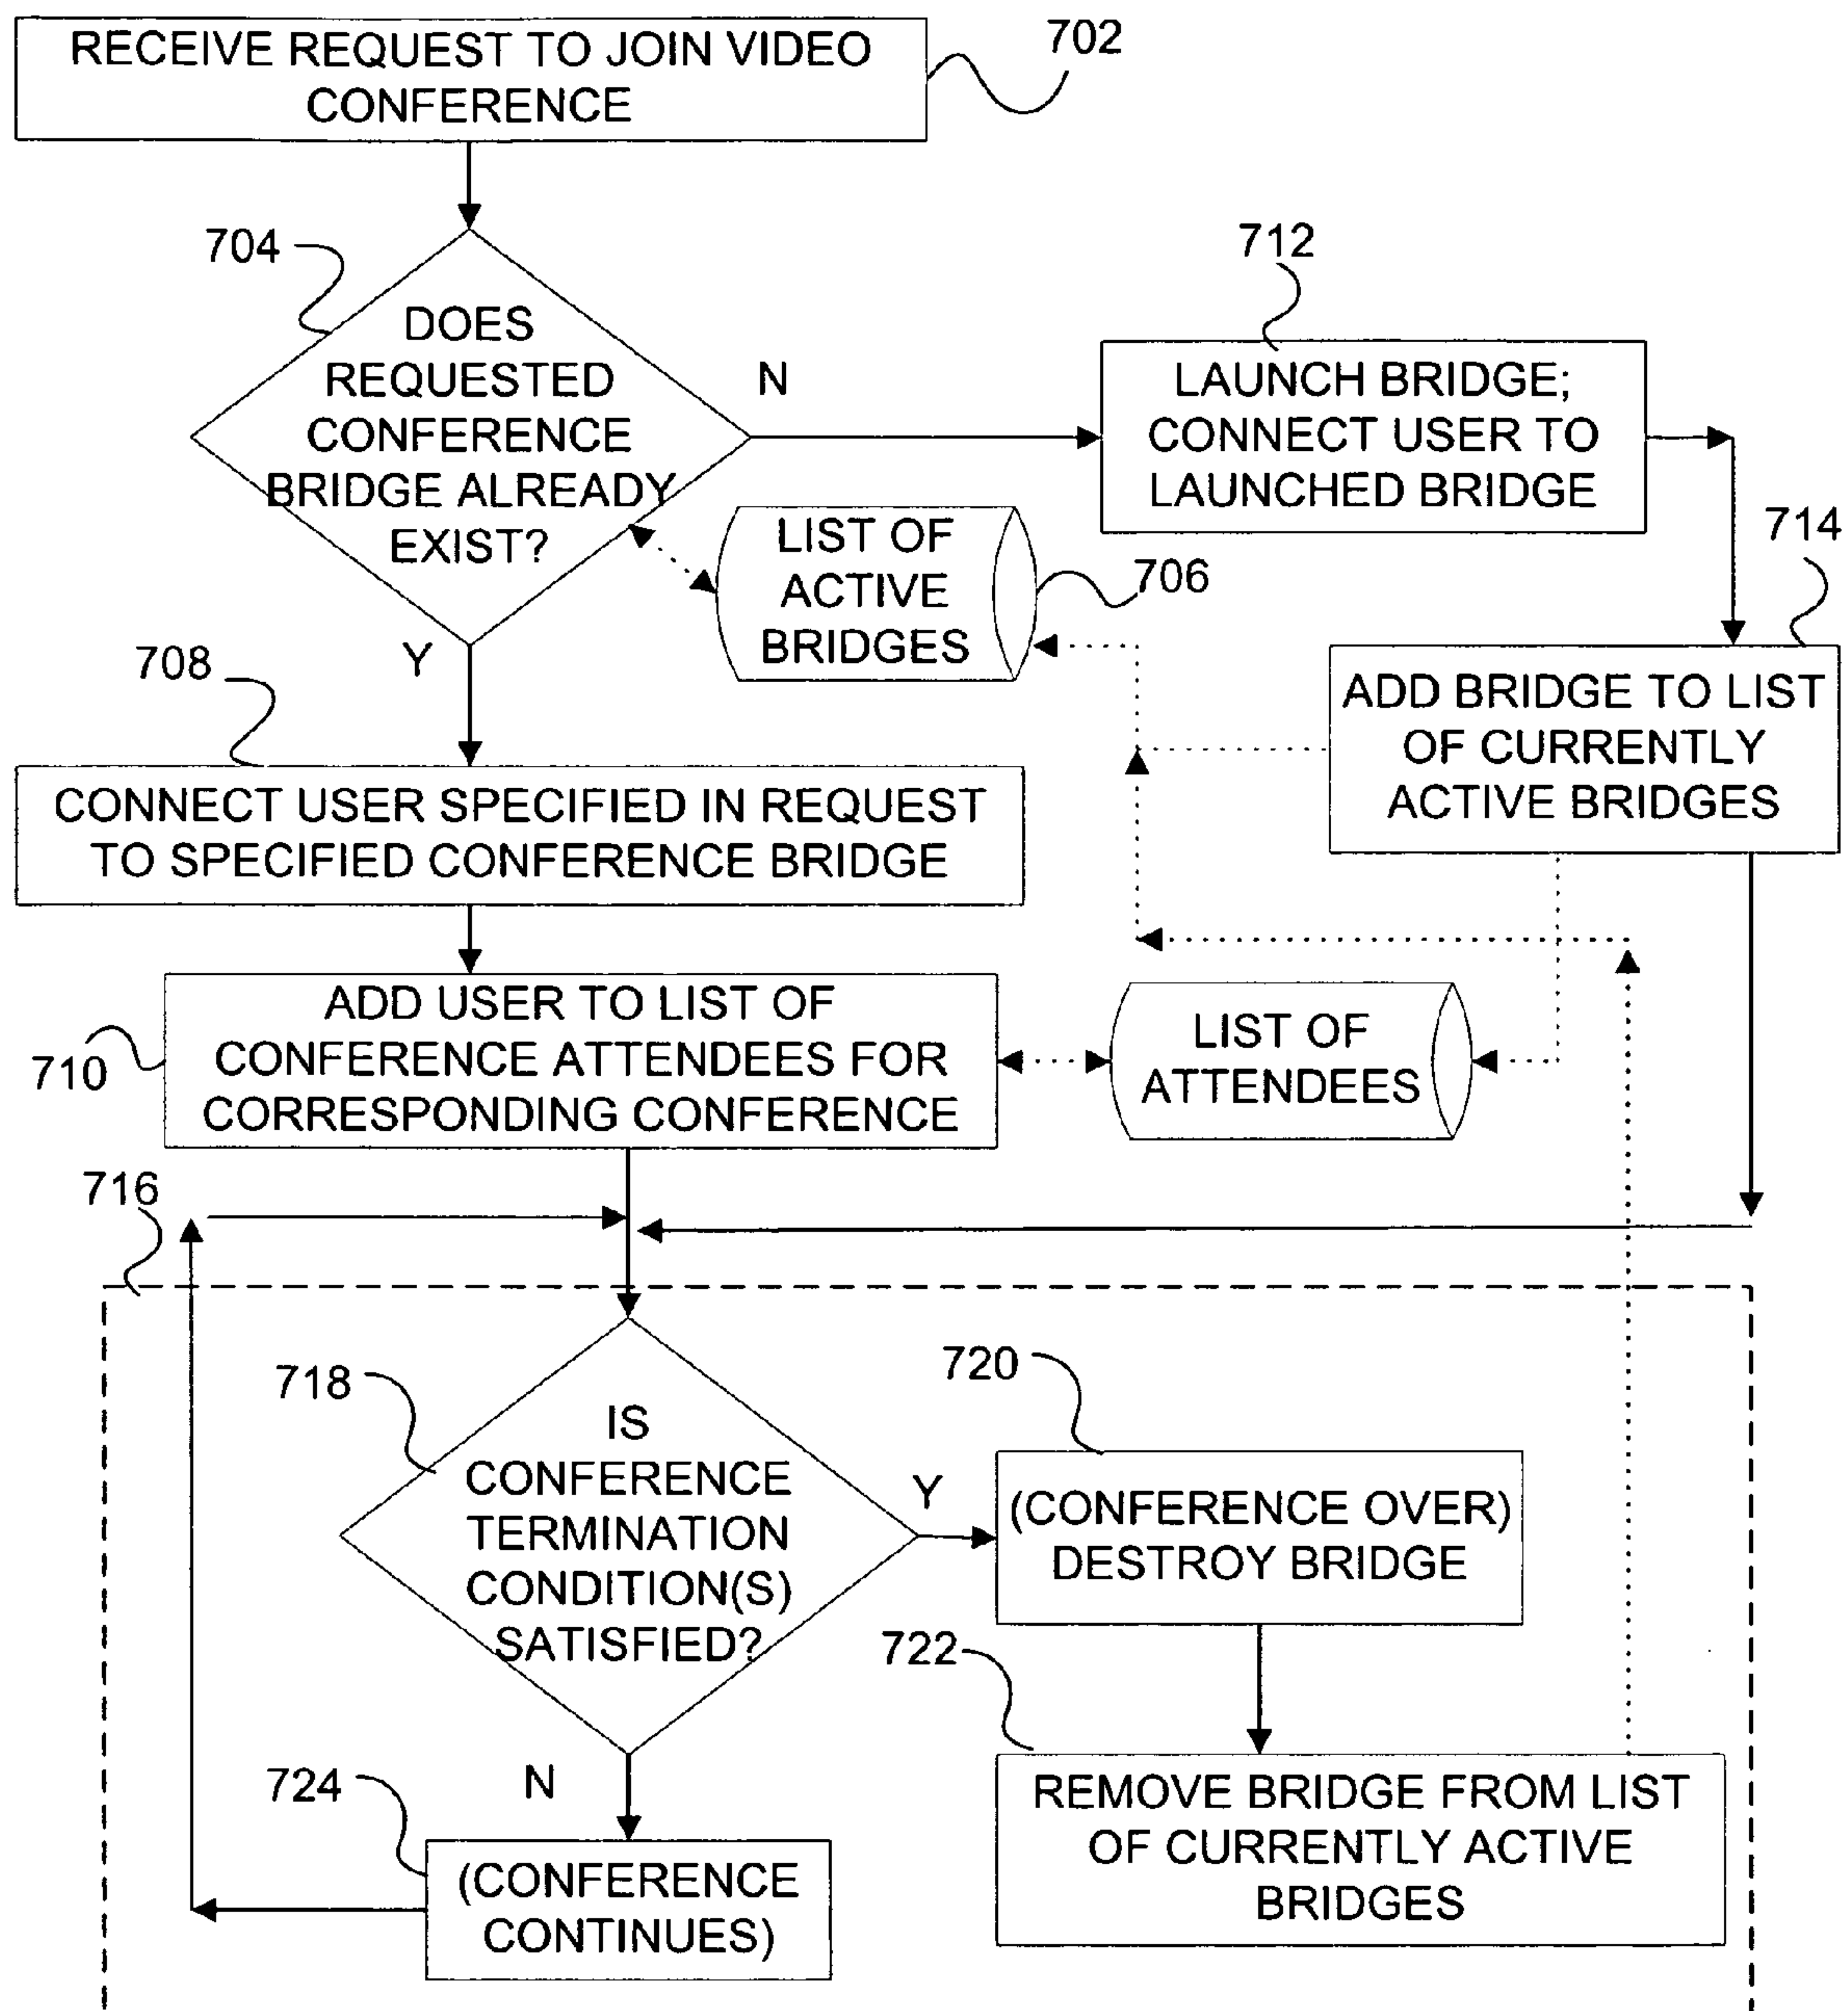 RECEIVE REQUEST TO JOIN VIDEO
CONFERENCE
702
704
DOES
REQUESTED
CONFERENCE
BRIDGE ALREADY
EXIST?
N
Y
712
LAUNCH BRIDGE;
CONNECT USER TO
LAUNCHED BRIDGE
LIST OF
ACTIVE
BRIDGES
706
714
ADD BRIDGE TO LIST
OF CURRENTLY
ACTIVE BRIDGES
708
CONNECT USER SPECIFIED IN REQUEST
TO SPECIFIED CONFERENCE BRIDGE
710
ADD USER TO LIST OF
CONFERENCE ATTENDEES FOR
CORRESPONDING CONFERENCE
LIST OF
ATTENDEES
716
718
IS
CONFERENCE
TERMINATION
CONDITION(S)
SATISFIED?
Y
N
720
(CONFERENCE OVER)
DESTROY BRIDGE
722
REMOVE BRIDGE FROM LIST
OF CURRENTLY ACTIVE
BRIDGES
724
(CONFERENCE
CONTINUES)